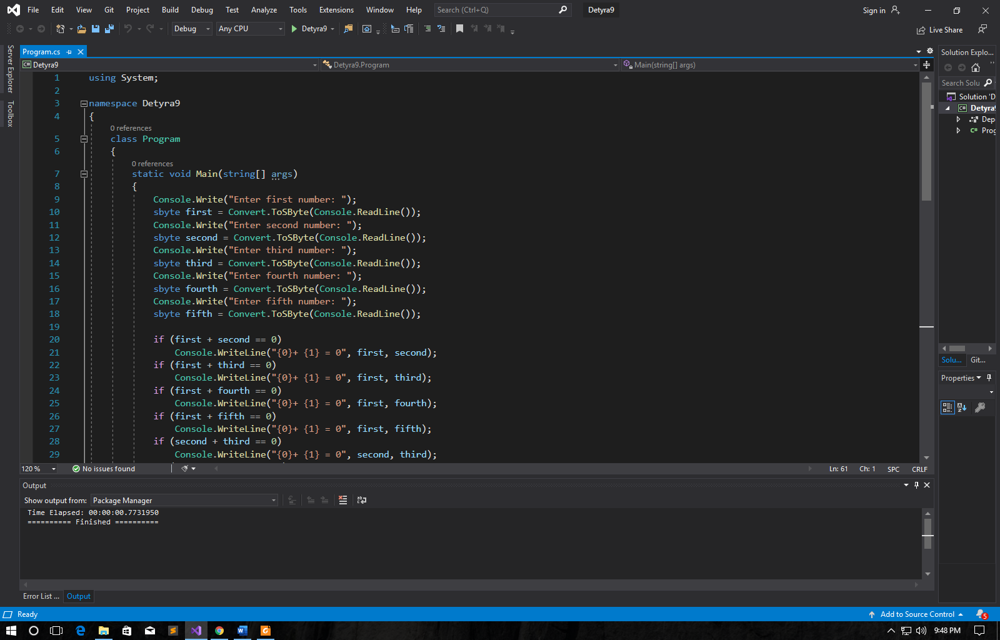 File Edit View Git Project Build Debug Test Analyze Tools Extensions Window Help Search (Ctrl+Q) Detyra9 Sign in
Debug Any CPU Detyra9 Live Share
Server Explorer
Toolbox
Program.cs
Detyra9 Detyra9.Program Main(string[] args)
1 using System;
2
3 namespace Detyra9
4 {
0 references
5 class Program
6 {
0 references
7 static void Main(string[] args)
8 {
9 Console.Write("Enter first number: ");
10 sbyte first = Convert.ToSByte(Console.ReadLine());
11 Console.Write("Enter second number: ");
12 sbyte second = Convert.ToSByte(Console.ReadLine());
13 Console.Write("Enter third number: ");
14 sbyte third = Convert.ToSByte(Console.ReadLine());
15 Console.Write("Enter fourth number: ");
16 sbyte fourth = Convert.ToSByte(Console.ReadLine());
17 Console.Write("Enter fifth number: ");
18 sbyte fifth = Convert.ToSByte(Console.ReadLine());
19
20 if (first + second == 0)
21 Console.WriteLine("{0}+ {1} = 0", first, second);
22 if (first + third == 0)
23 Console.WriteLine("{0}+ {1} = 0", first, third);
24 if (first + fourth == 0)
25 Console.WriteLine("{0}+ {1} = 0", first, fourth);
26 if (first + fifth == 0)
27 Console.WriteLine("{0}+ {1} = 0", first, fifth);
28 if (second + third == 0)
29 Console.WriteLine("{0}+ {1} = 0", second, third);
120 % No issues found Ln: 61 Ch: 1 SPC CRLF
Output
Show output from: Package Manager
Time Elapsed: 00:00:00.7731950
========== Finished ==========
Error List ... Output
Solution Explo...
Search Solu
Solution 'D
Detyra9
Dep
Prog
Solu... Git...
Properties
Ready Add to Source Control 5
9:48 PM